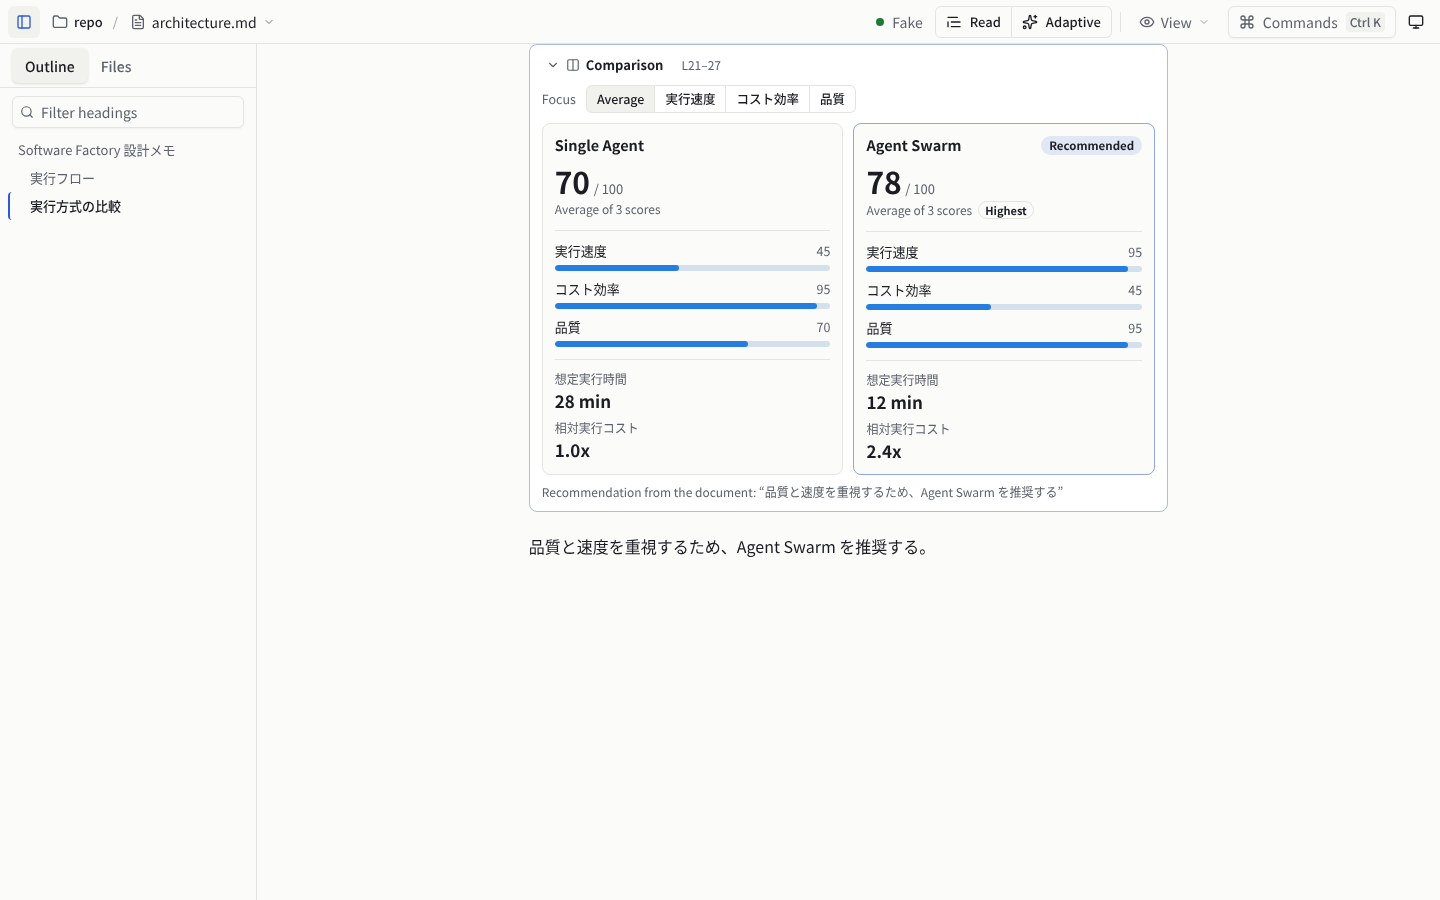 repo / architecture.md
Fake
Read
Adaptive
View
Commands
Ctrl K
Outline
Files
Filter headings
Software Factory 設計メモ
実行フロー
実行方式の比較
Comparison
L21–27
Focus
Average
実行速度
コスト効率
品質
Single Agent
70 / 100
Average of 3 scores
実行速度 45
コスト効率 95
品質 70
想定実行時間
28 min
相対実行コスト
1.0x
Agent Swarm
Recommended
78 / 100
Average of 3 scores
Highest
実行速度 95
コスト効率 45
品質 95
想定実行時間
12 min
相対実行コスト
2.4x
Recommendation from the document: “品質と速度を重視するため、Agent Swarm を推奨する”
品質と速度を重視するため、Agent Swarm を推奨する。